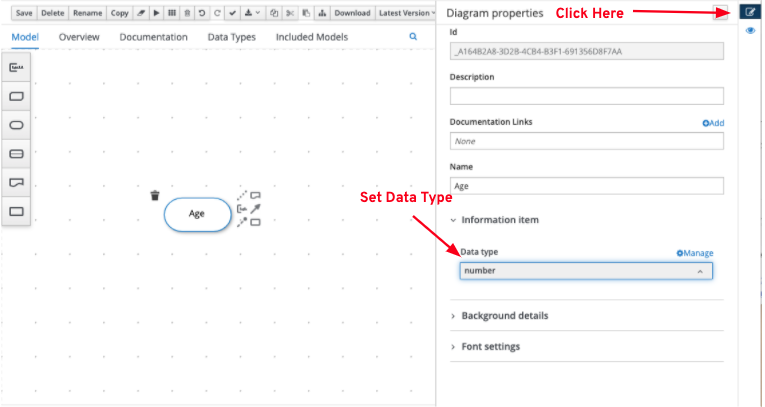 Save Delete Rename Copy Download Latest Version
Diagram properties
Click Here
Model Overview Documentation Data Types Included Models
Id
_A164B2A8-3D2B-4CB4-B3F1-691356D8F7AA
Description
Documentation Links Add
None
Name
Age
Set Data Type
Age
Information item
Data type Manage
number
Background details
Font settings